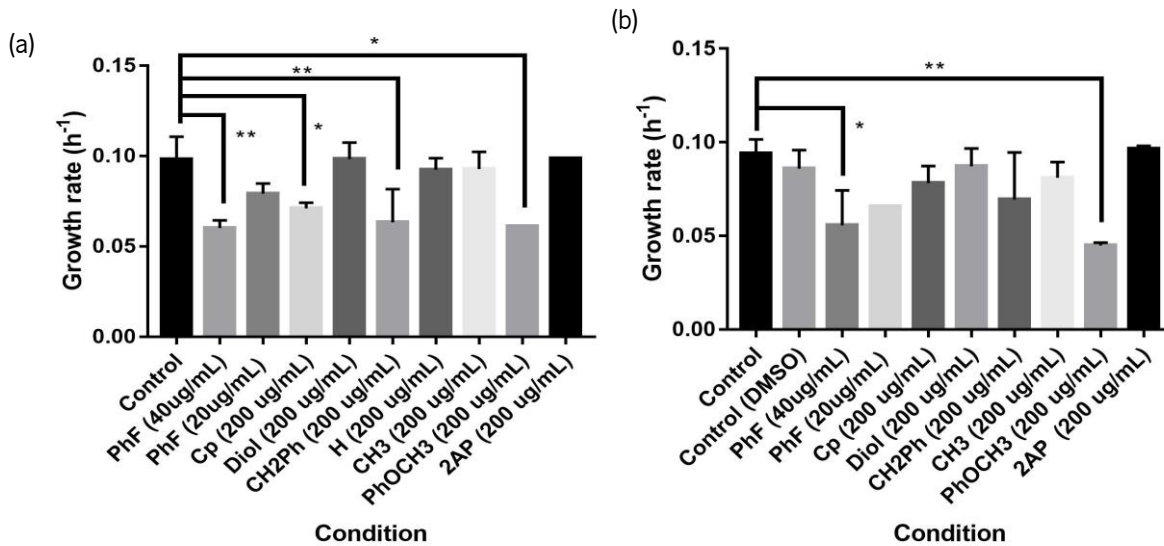 (a)
*
**
**
*
Growth rate (h-1)
0.15
0.10
0.05
0.00
Control
PhF (40ug/mL)
PhF (20ug/mL)
Cp (200 ug/mL)
Diol (200 ug/mL)
CH2Ph (200 ug/mL)
H (200 ug/mL)
CH3 (200 ug/mL)
PhOCH3 (200 ug/mL)
2AP (200 ug/mL)
Condition
(b)
**
*
Growth rate (h-1)
0.15
0.10
0.05
0.00
Control
Control (DMSO)
PhF (40ug/mL)
PhF (20ug/mL)
Cp (200 ug/mL)
Diol (200 ug/mL)
CH2Ph (200 ug/mL)
CH3 (200 ug/mL)
PhOCH3 (200 ug/mL)
2AP (200 ug/mL)
Condition